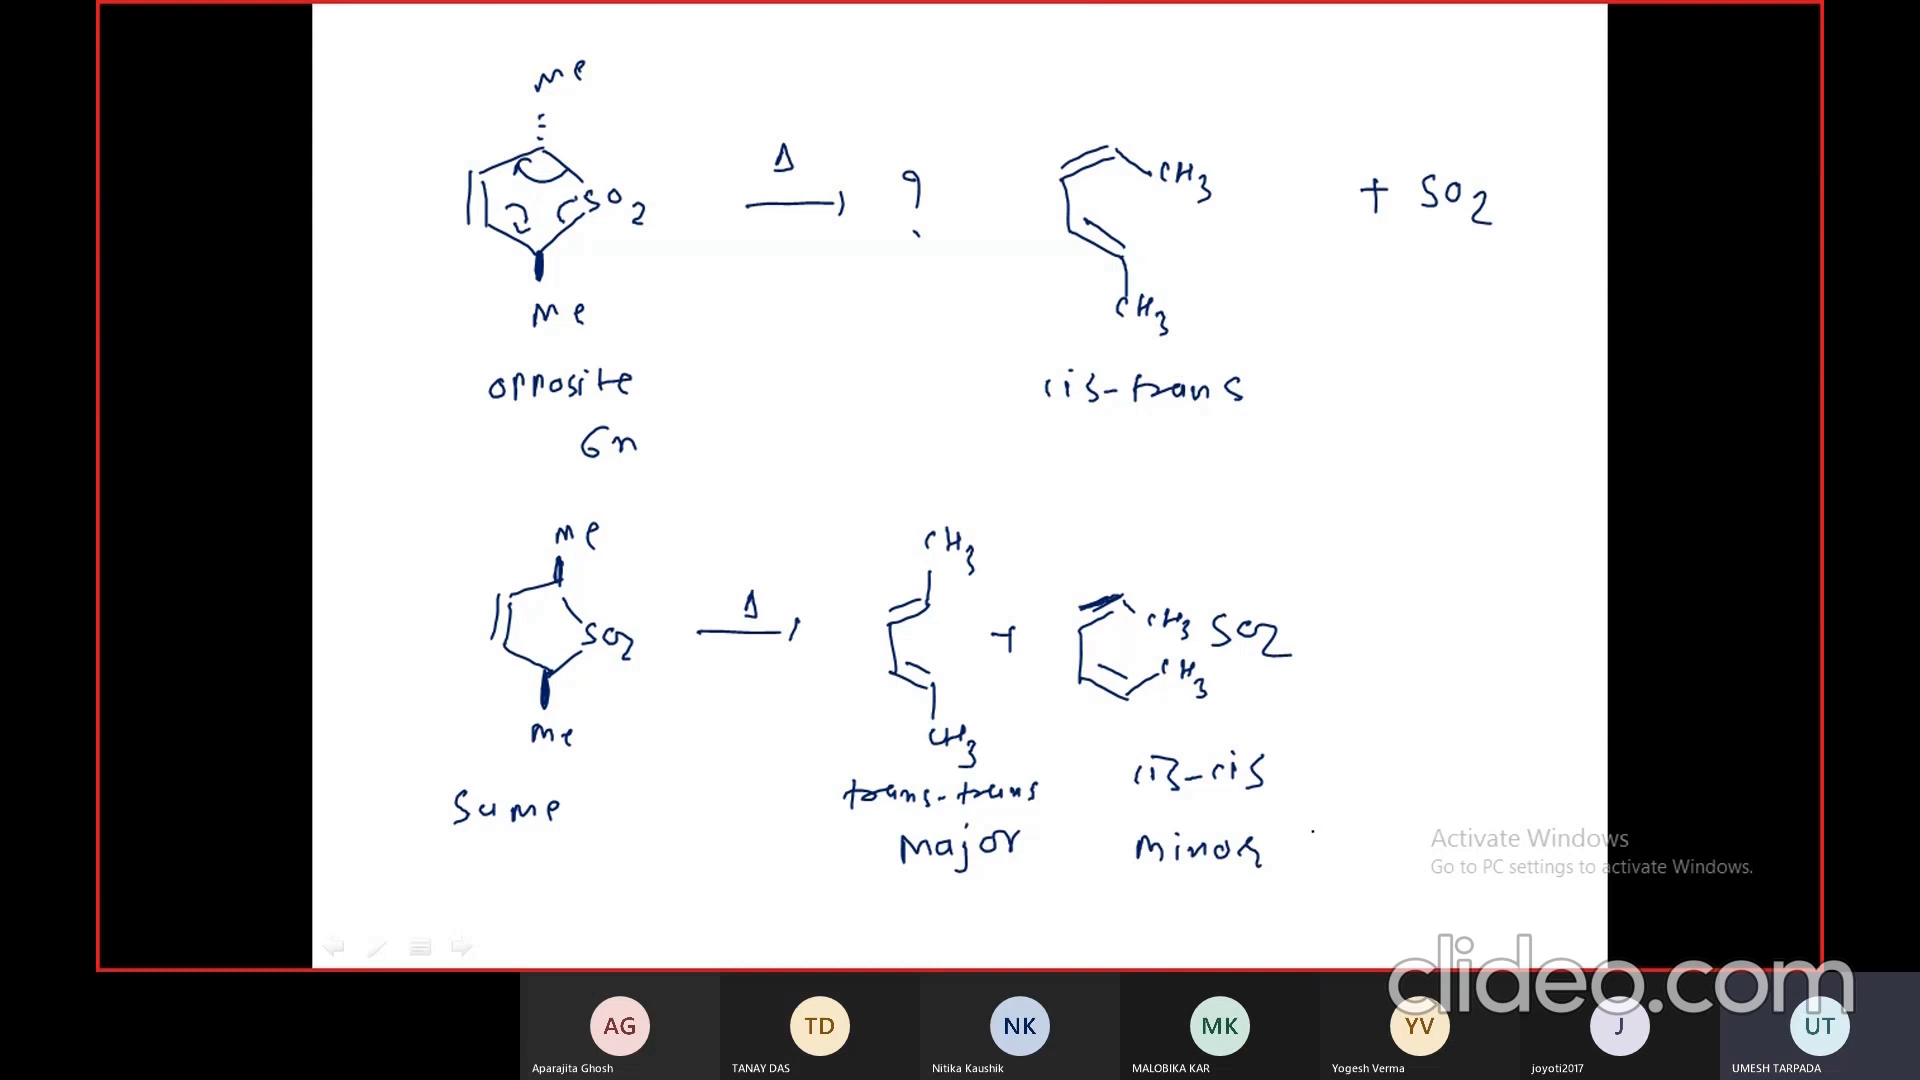 Me
SO2
Δ
?
CH3
+ SO2
CH3
Me
opposite
cis-trans
6π
Me
CH3
SO2
Δ
+
CH3
SO2
CH3
Me
CH3
cis-cis
Same
trans-trans
Major
Minor
Activate Windows
Go to PC settings to activate Windows.
clideo.com
AG
TD
NK
MK
YV
J
UT
Aparajita Ghosh
TANAY DAS
Nitika Kaushik
MALOBIKA KAR
Yogesh Verma
joyoti2017
UMESH TARPADA